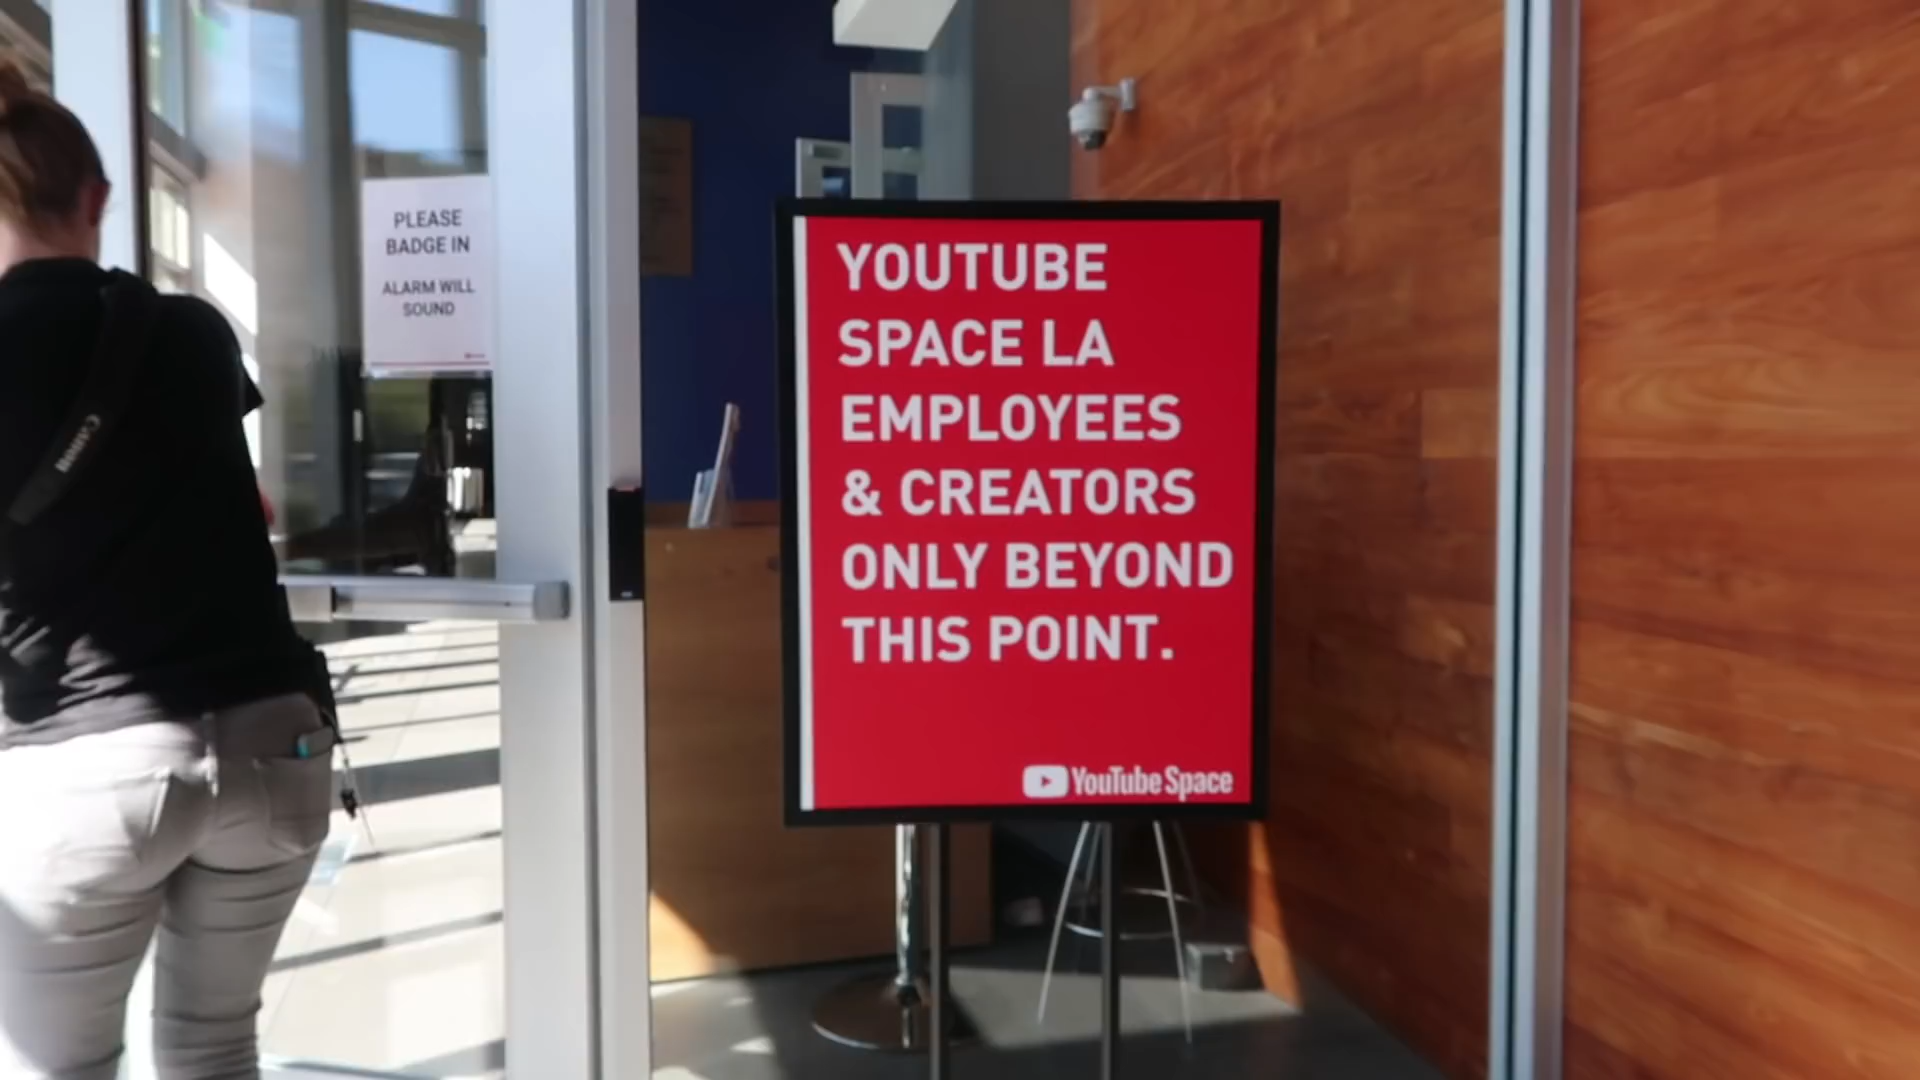 PLEASE
BADGE IN
ALARM WILL
SOUND
Canon
YOUTUBE
SPACE LA
EMPLOYEES
& CREATORS
ONLY BEYOND
THIS POINT.
YouTube Space